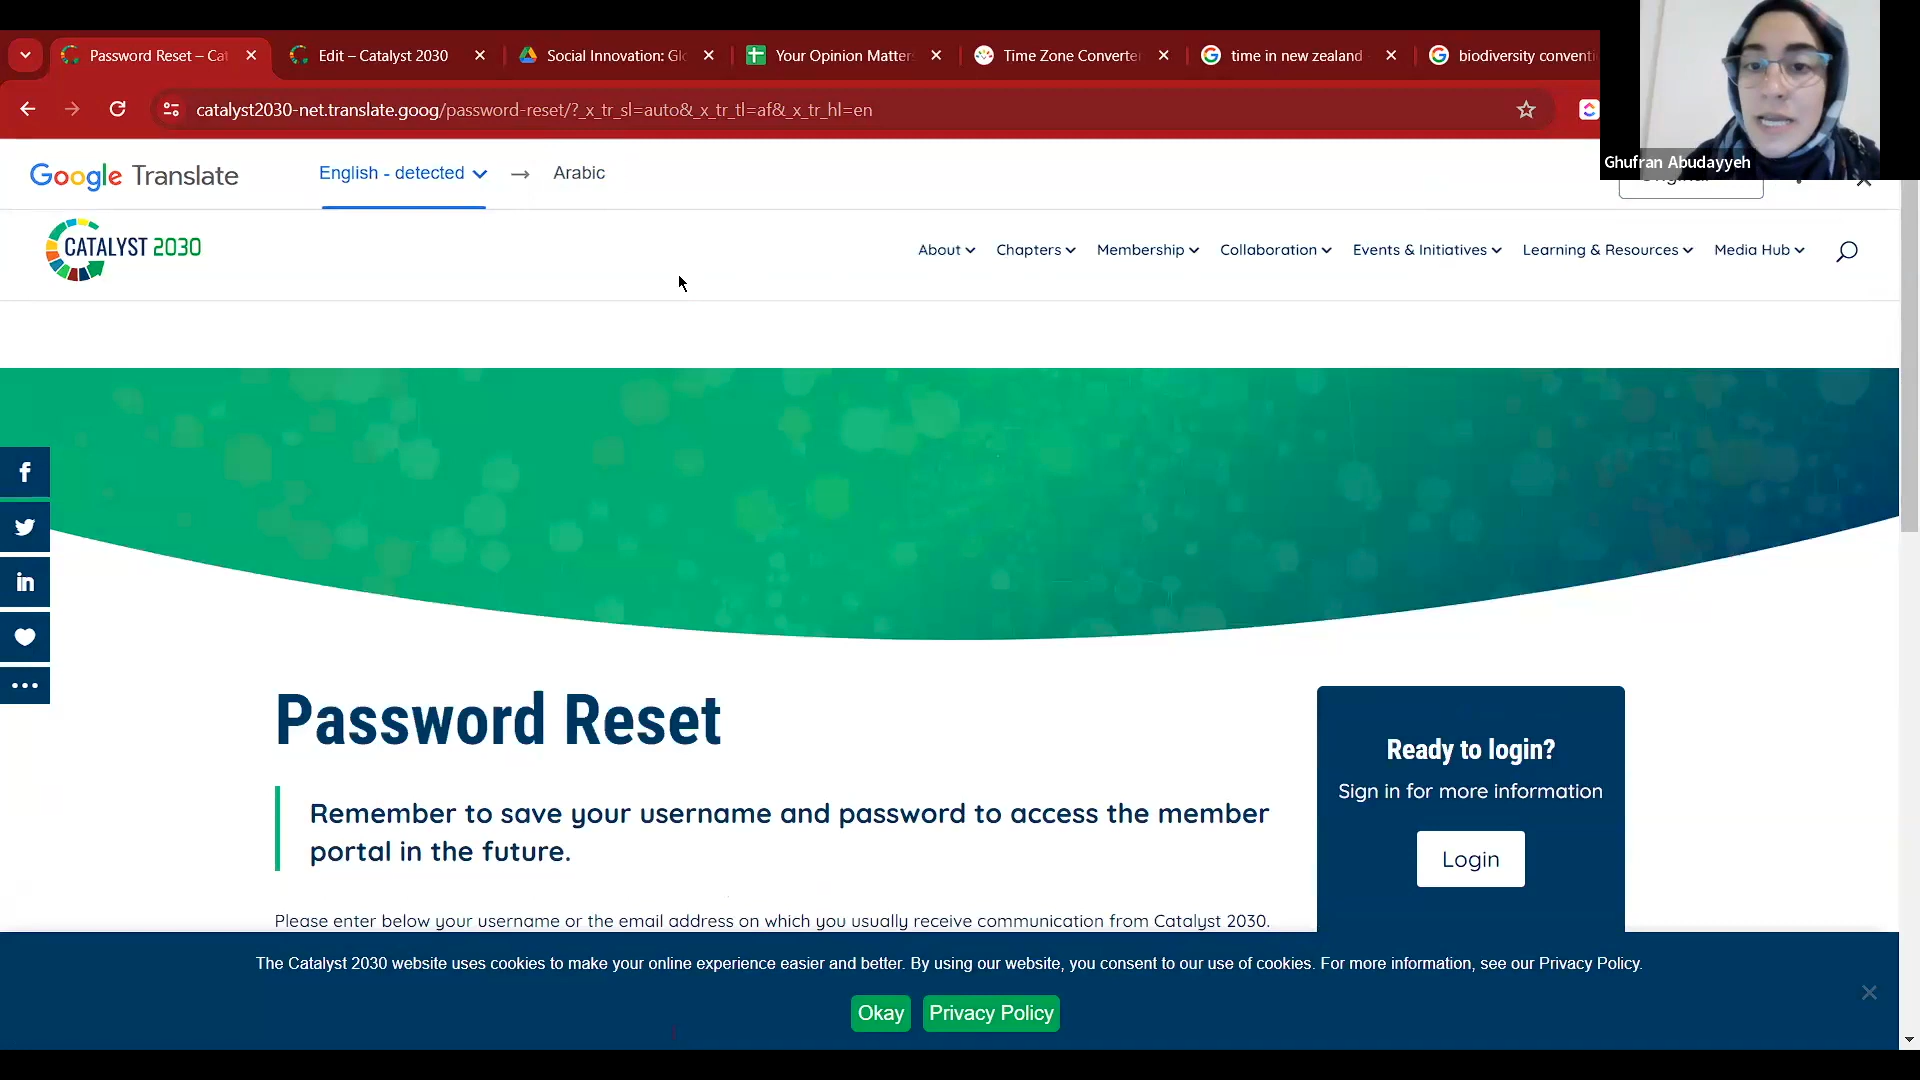 Password Reset – Cat
Edit – Catalyst 2030
Social Innovation: Glo
Your Opinion Matters
Time Zone Converter
time in new zealand
biodiversity conventi
catalyst2030-net.translate.goog/password-reset/?_x_tr_sl=auto&_x_tr_tl=af&_x_tr_hl=en
Ghufran Abudayyeh
Google Translate
English - detected
Arabic
CATALYST 2030
About
Chapters
Membership
Collaboration
Events & Initiatives
Learning & Resources
Media Hub
Password Reset
Remember to save your username and password to access the member
portal in the future.
Please enter below your username or the email address on which you usually receive communication from Catalyst 2030.
Ready to login?
Sign in for more information
Login
The Catalyst 2030 website uses cookies to make your online experience easier and better. By using our website, you consent to our use of cookies. For more information, see our Privacy Policy.
Okay
Privacy Policy